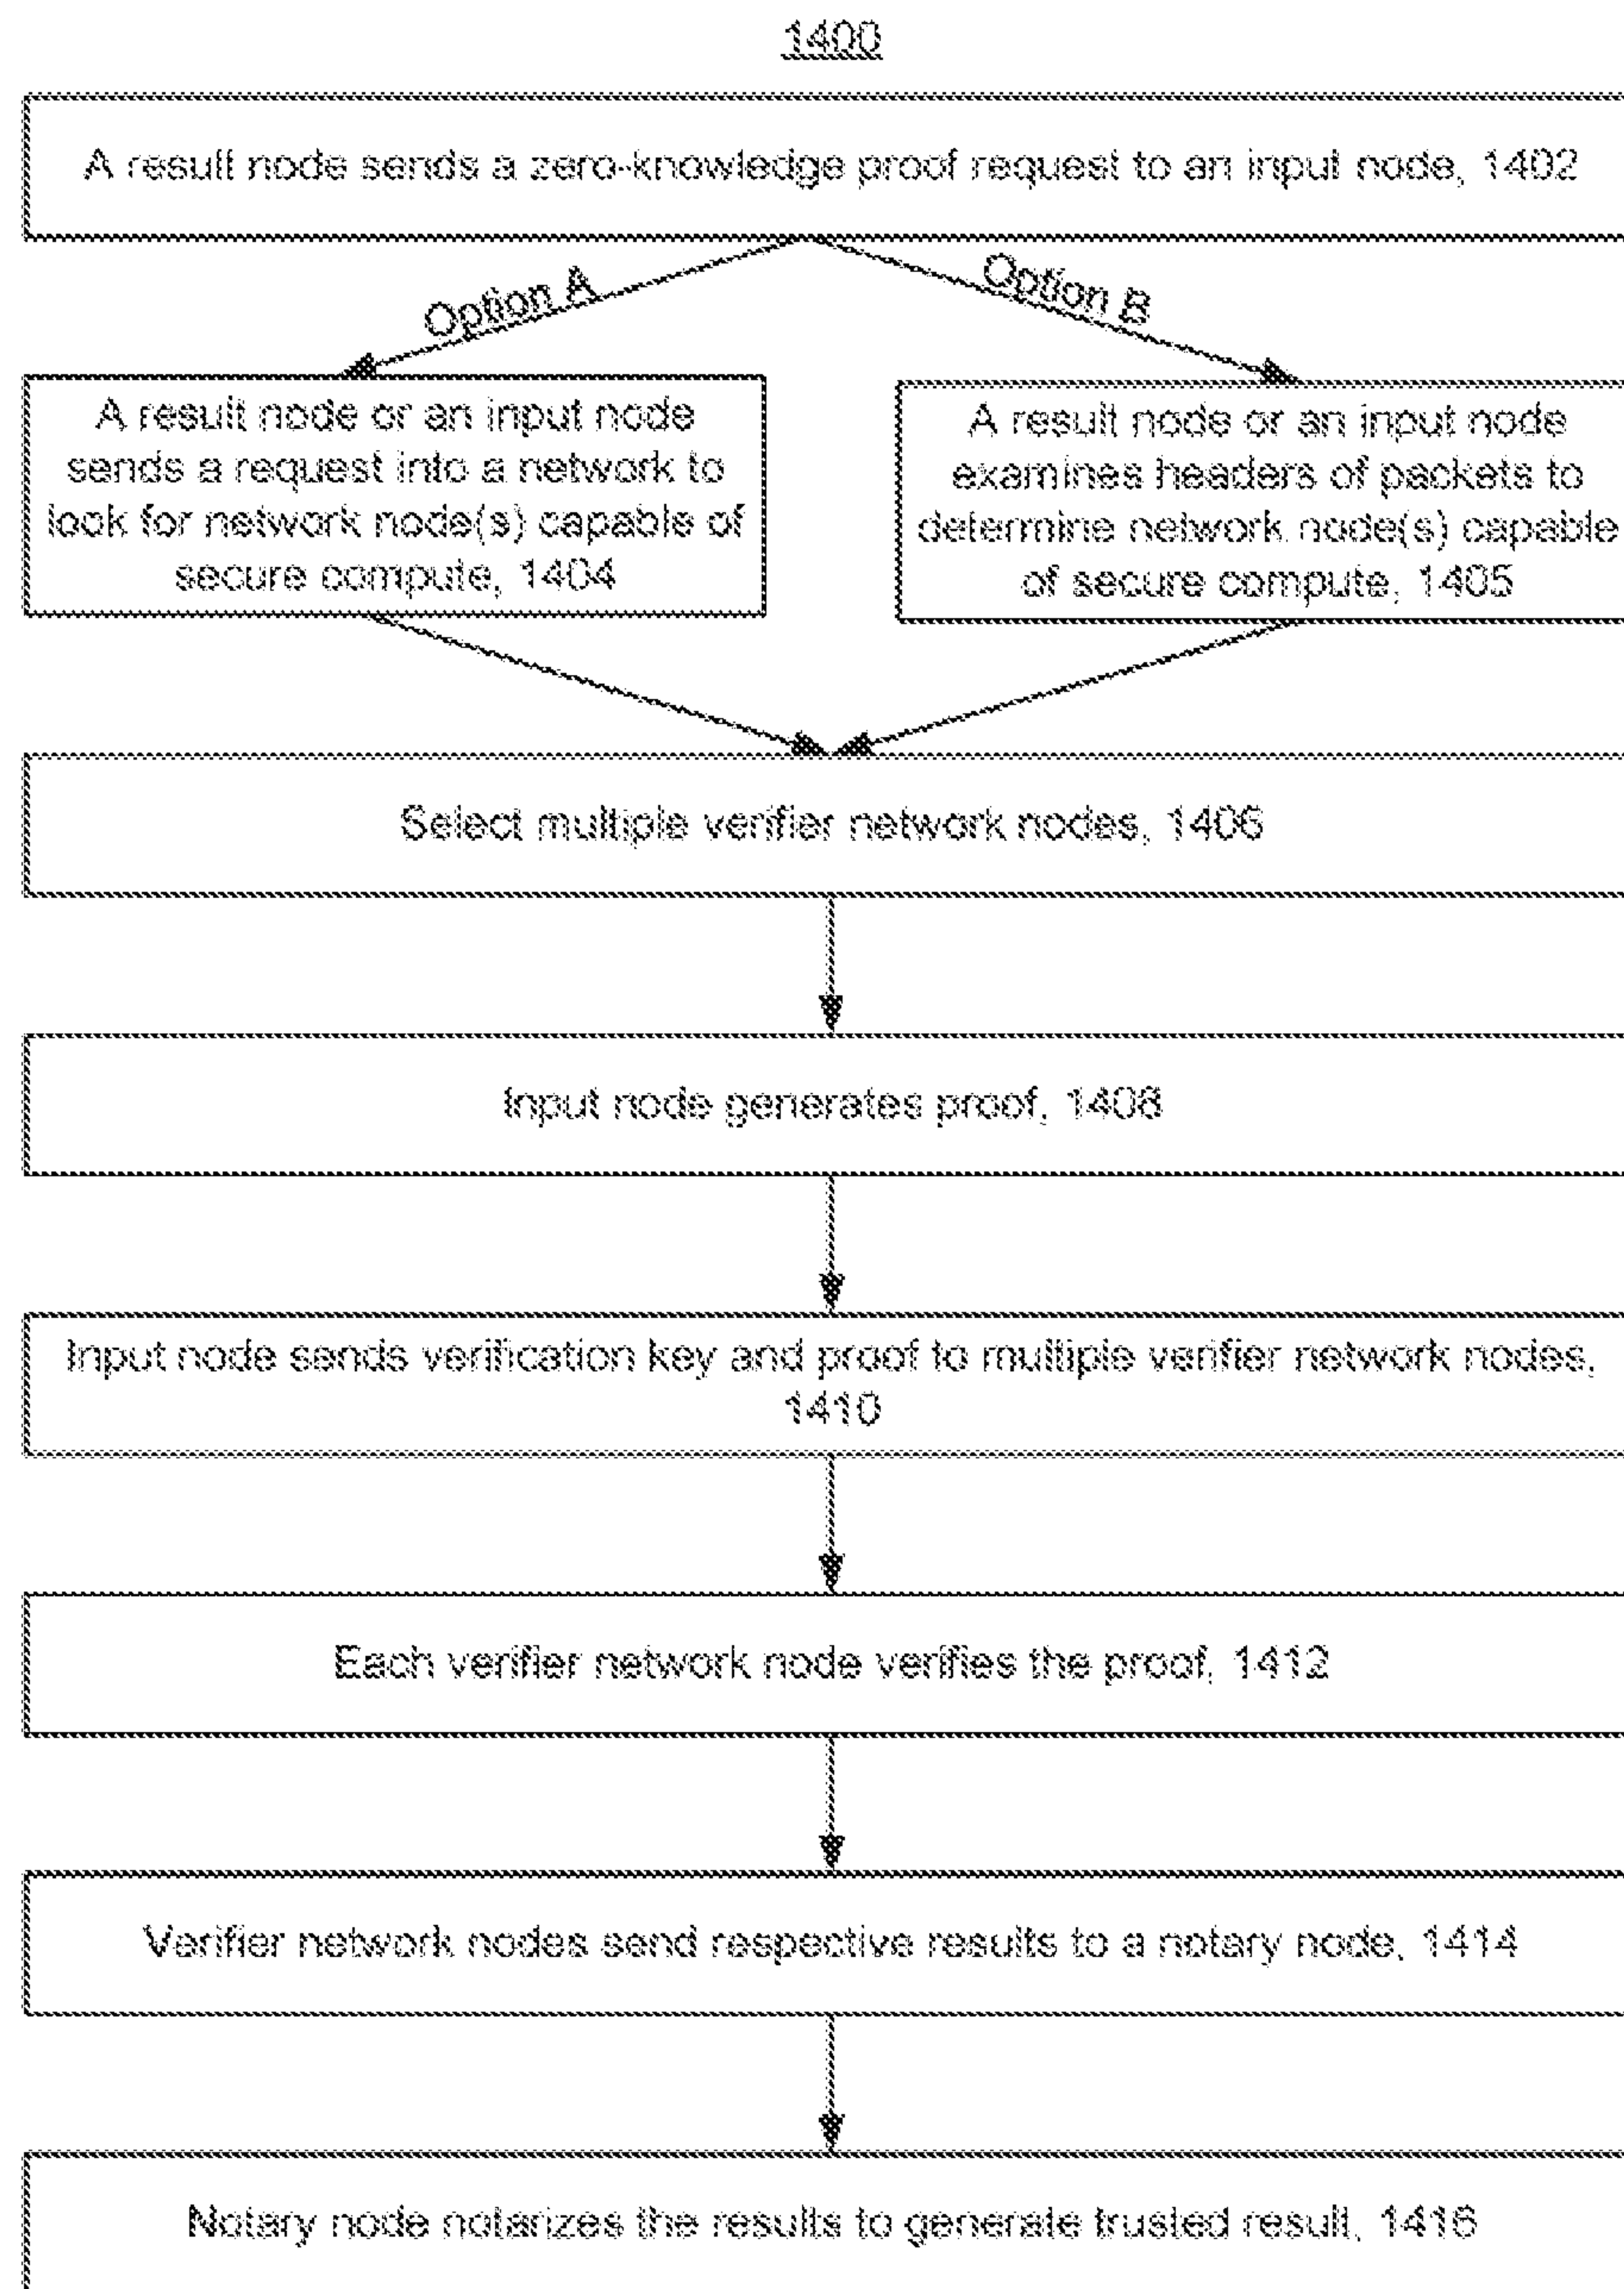 1400
A result node sends a zero-knowledge proof request to an input node, 1402
Option A
Option B
A result node or an input node
sends a request into a network to
look for network node(s) capable of
secure compute, 1404
A result node or an input node
examines headers of packets to
determine network node(s) capable
of secure compute, 1405
Select multiple verifier network nodes, 1406
Input node generates proof, 1408
Input node sends verification key and proof to multiple verifier network nodes,
1410
Each verifier network node verifies the proof, 1412
Verifier network nodes send respective results to a notary node, 1414
Notary node notarizes the results to generate trusted result, 1416